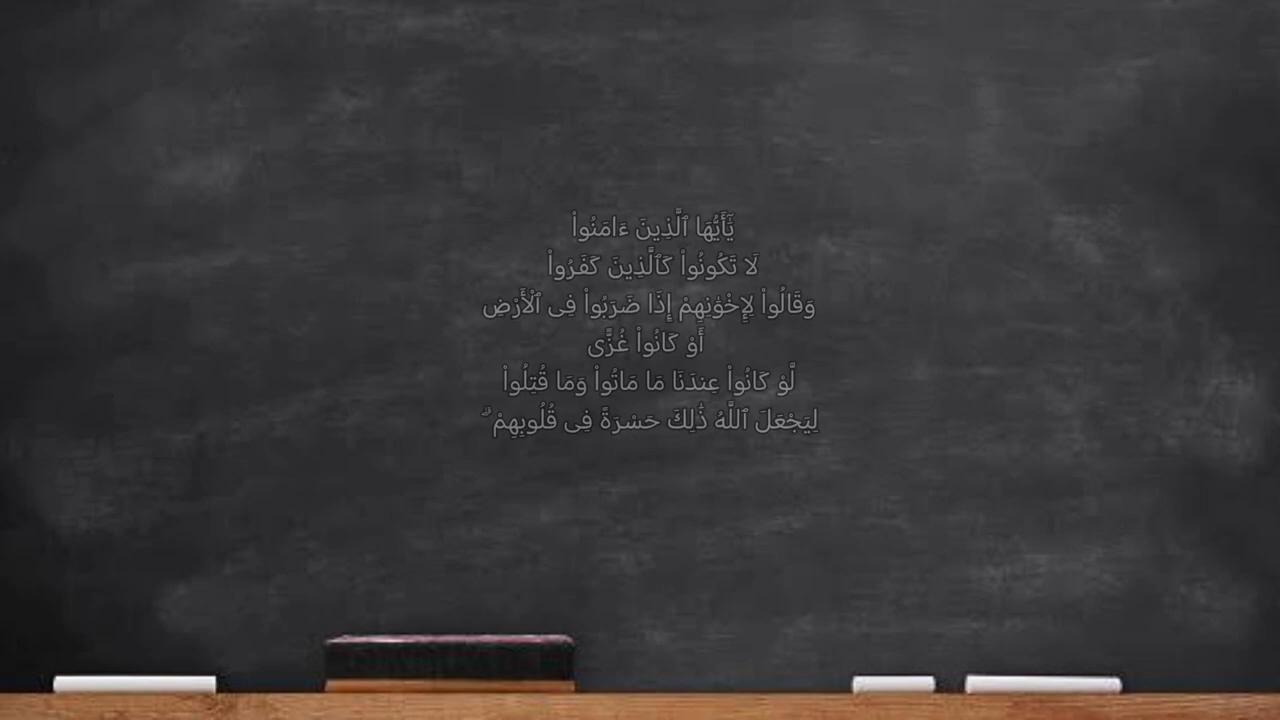 يَٰٓأَيُّهَا ٱلَّذِينَ ءَامَنُوا۟
لَا تَكُونُوا۟ كَٱلَّذِينَ كَفَرُوا۟
وَقَالُوا۟ لِإِخْوَٰنِهِمْ إِذَا ضَرَبُوا۟ فِى ٱلْأَرْضِ
أَوْ كَانُوا۟ غُزًّى
لَّوْ كَانُوا۟ عِندَنَا مَا مَاتُوا۟ وَمَا قُتِلُوا۟
لِيَجْعَلَ ٱللَّهُ ذَٰلِكَ حَسْرَةً فِى قُلُوبِهِمْ ۗ